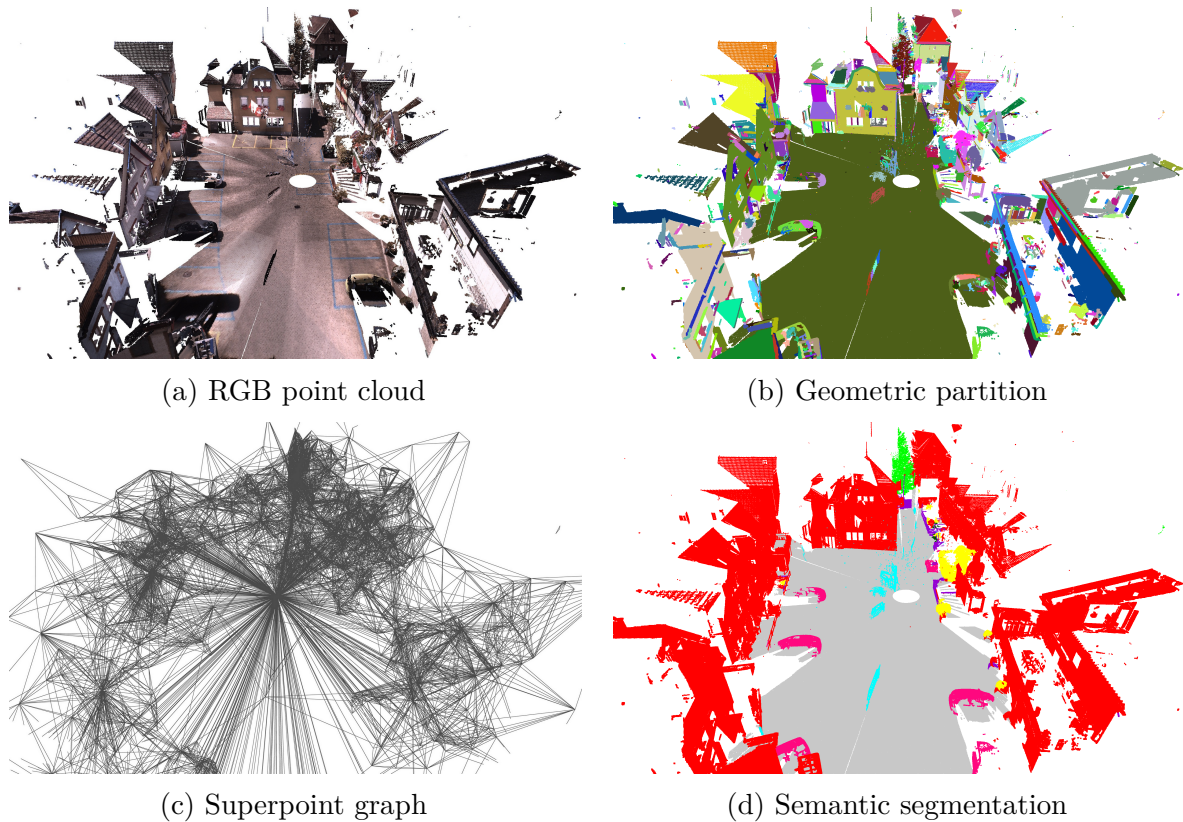 (a) RGB point cloud
(b) Geometric partition
(c) Superpoint graph
(d) Semantic segmentation